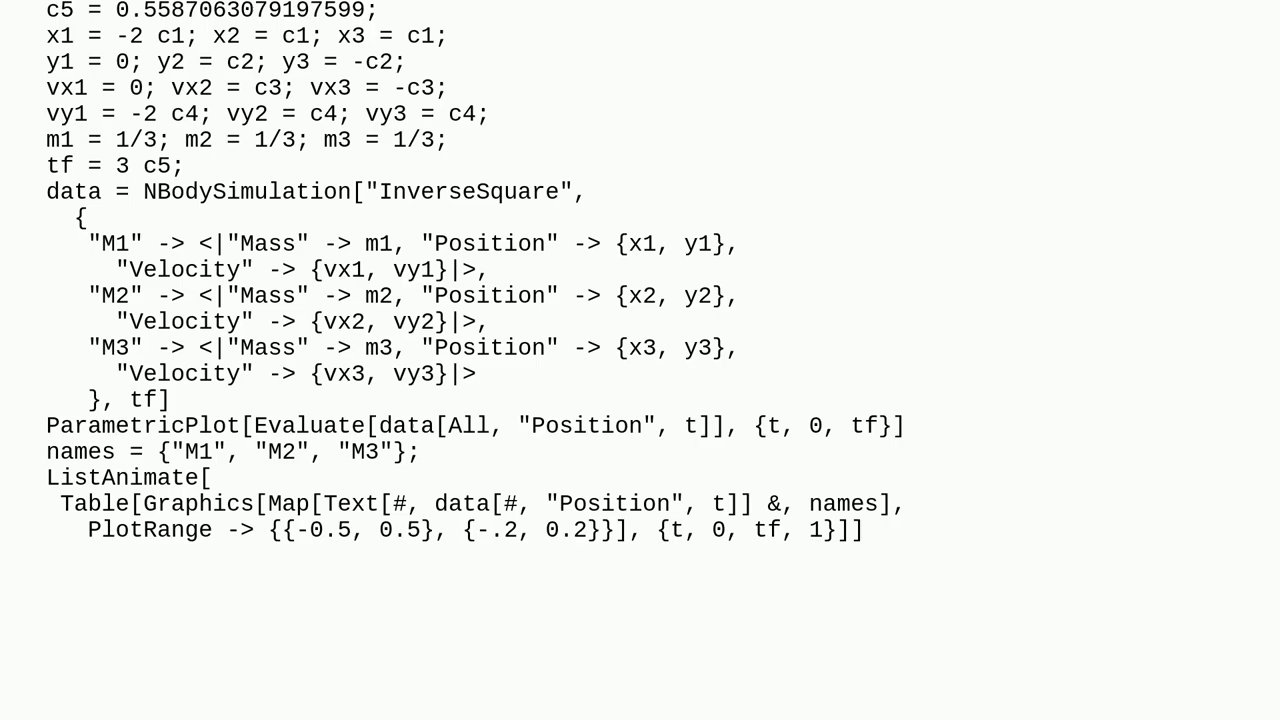 c5 = 0.5587063079197599;
x1 = -2 c1; x2 = c1; x3 = c1;
y1 = 0; y2 = c2; y3 = -c2;
vx1 = 0; vx2 = c3; vx3 = -c3;
vy1 = -2 c4; vy2 = c4; vy3 = c4;
m1 = 1/3; m2 = 1/3; m3 = 1/3;
tf = 3 c5;
data = NBodySimulation["InverseSquare",
{
"M1" -> <|"Mass" -> m1, "Position" -> {x1, y1},
"Velocity" -> {vx1, vy1}|>,
"M2" -> <|"Mass" -> m2, "Position" -> {x2, y2},
"Velocity" -> {vx2, vy2}|>,
"M3" -> <|"Mass" -> m3, "Position" -> {x3, y3},
"Velocity" -> {vx3, vy3}|>
}, tf]
ParametricPlot[Evaluate[data[All, "Position", t]], {t, 0, tf}]
names = {"M1", "M2", "M3"};
ListAnimate[
Table[Graphics[Map[Text[#, data[#, "Position", t]] &, names],
PlotRange -> {{-0.5, 0.5}, {-.2, 0.2}}], {t, 0, tf, 1}]]